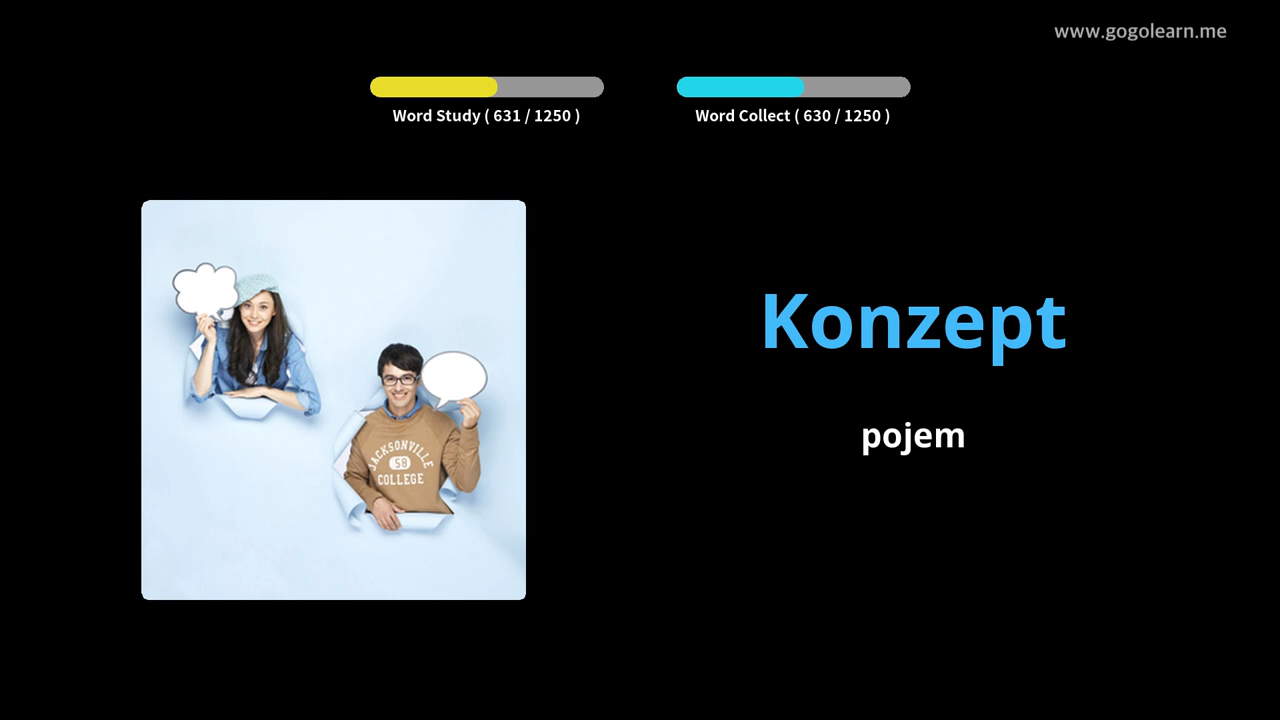 www.gogolearn.me
Word Study ( 631 / 1250 )
Word Collect ( 630 / 1250 )
Konzept
pojem
JACKSONVILLE
58
COLLEGE